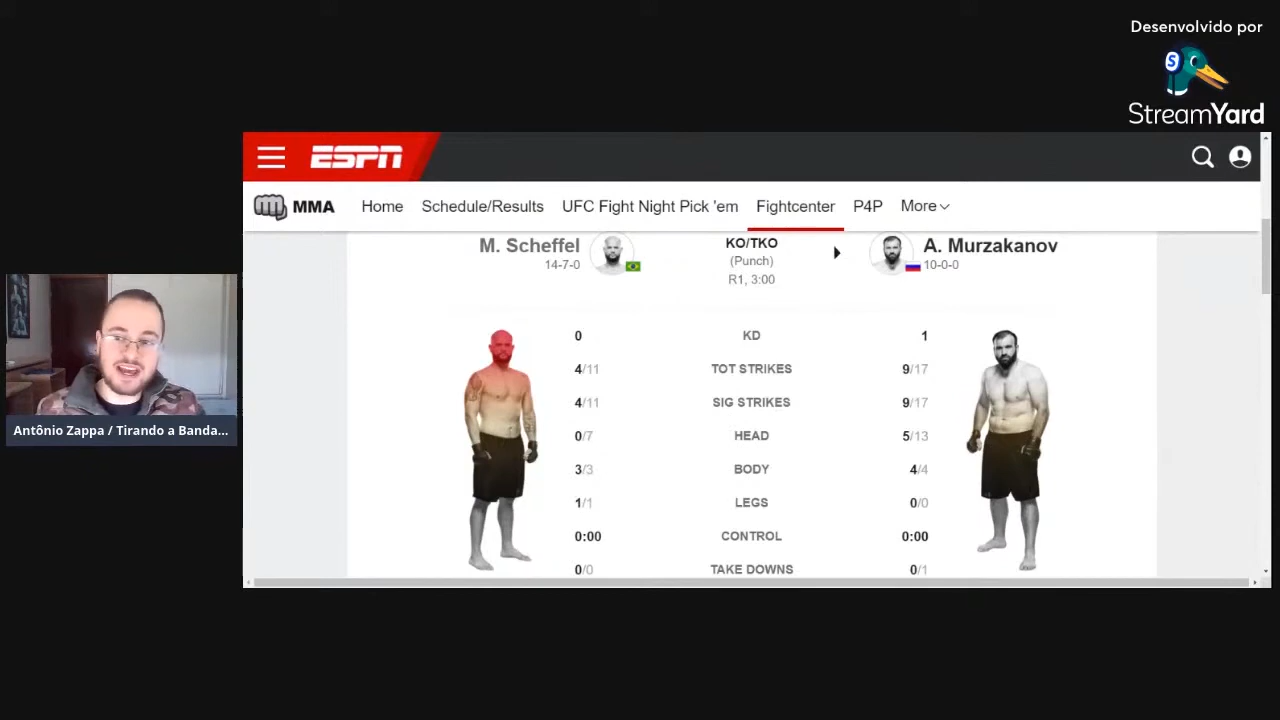 Desenvolvido por
S
StreamYard
ESPN
MMA Home Schedule/Results UFC Fight Night Pick 'em Fightcenter P4P More
M. Scheffel KO/TKO A. Murzakanov
14-7-0 (Punch) 10-0-0
R1, 3:00
0 KD 1
4/11 TOT STRIKES 9/17
4/11 SIG STRIKES 9/17
0/7 HEAD 5/13
3/3 BODY 4/4
1/1 LEGS 0/0
0:00 CONTROL 0:00
0/0 TAKE DOWNS 0/1
Antônio Zappa / Tirando a Banda...